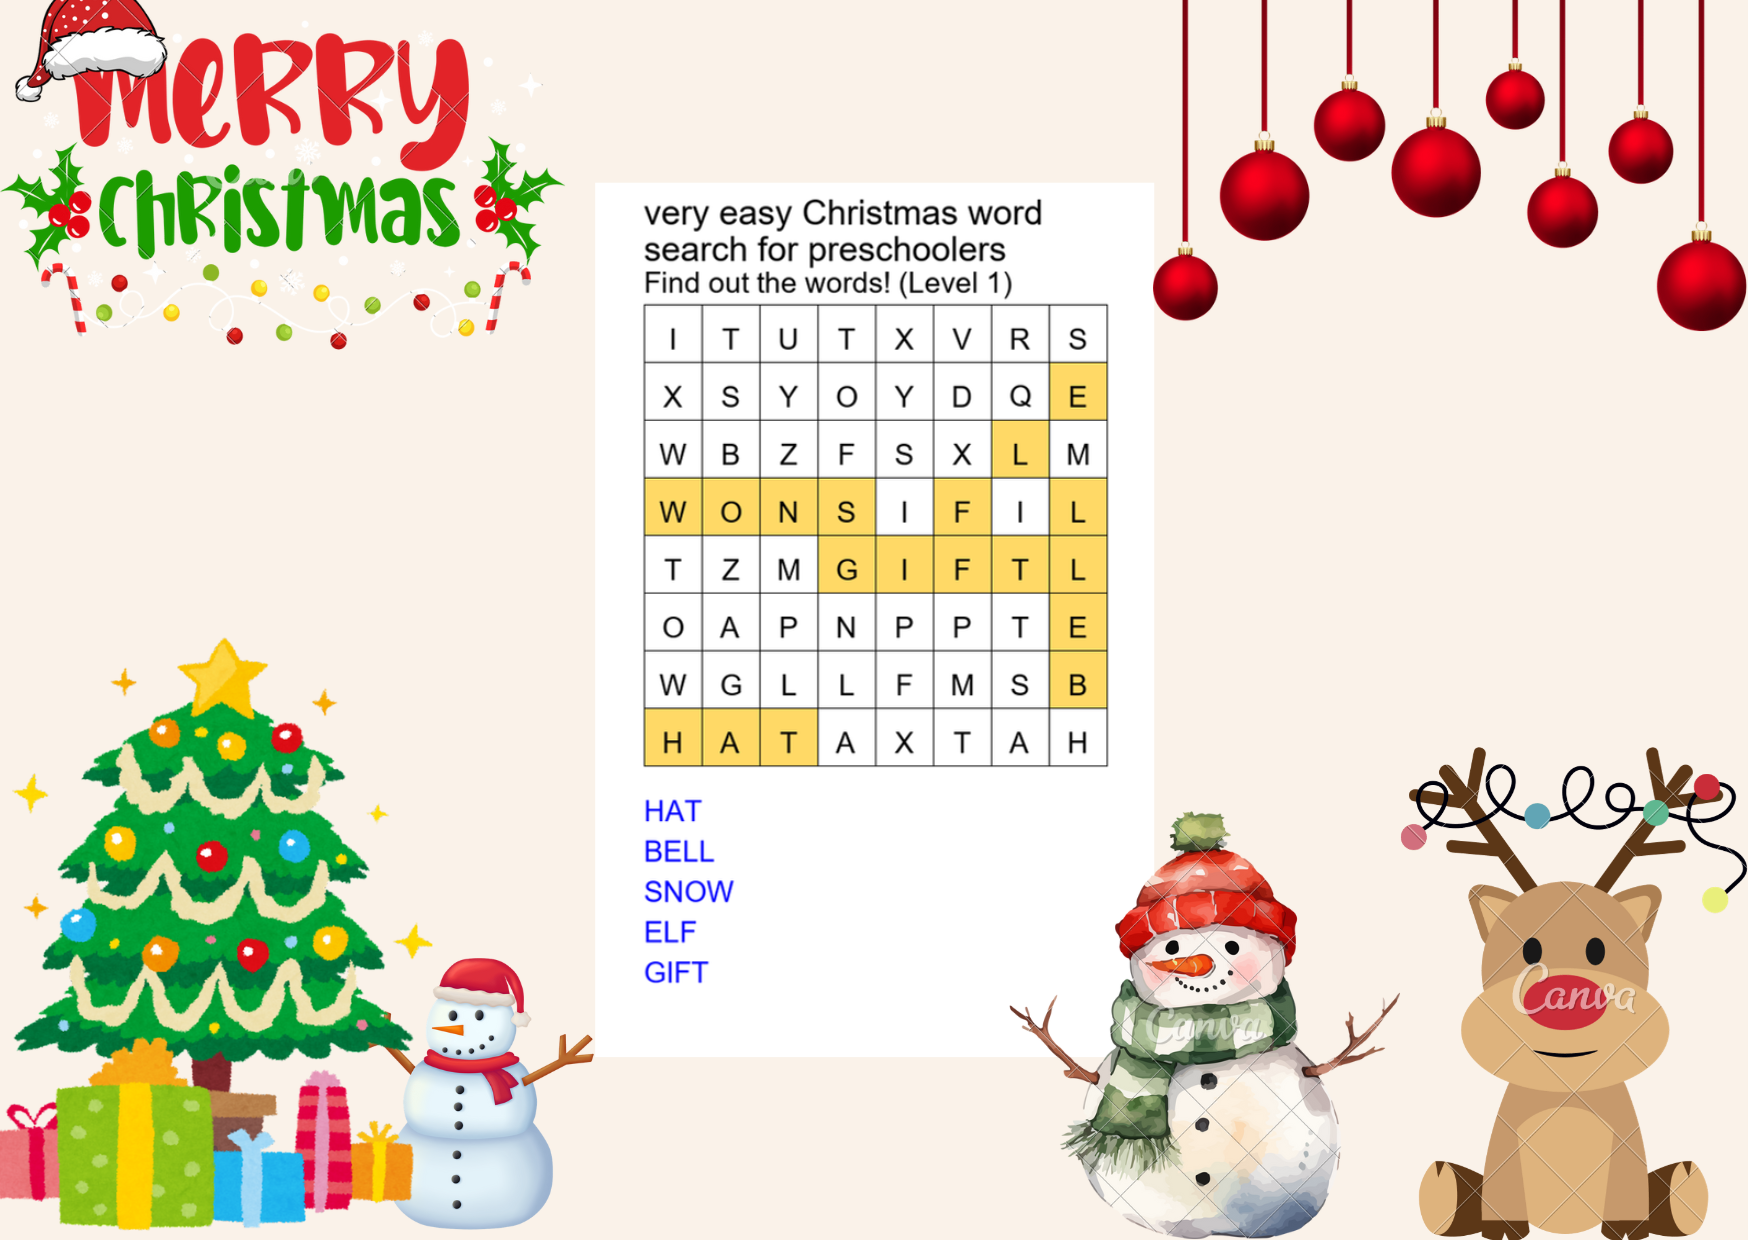 Merry
Christmas
very easy Christmas word
search for preschoolers
Find out the words! (Level 1)
I T U T X V R S
X S Y O Y D Q E
W B Z F S X L M
W O N S I F I L
T Z M G I F T L
O A P N P P T E
W G L L F M S B
H A T A X T A H
HAT
BELL
SNOW
ELF
GIFT
Canva
Canva